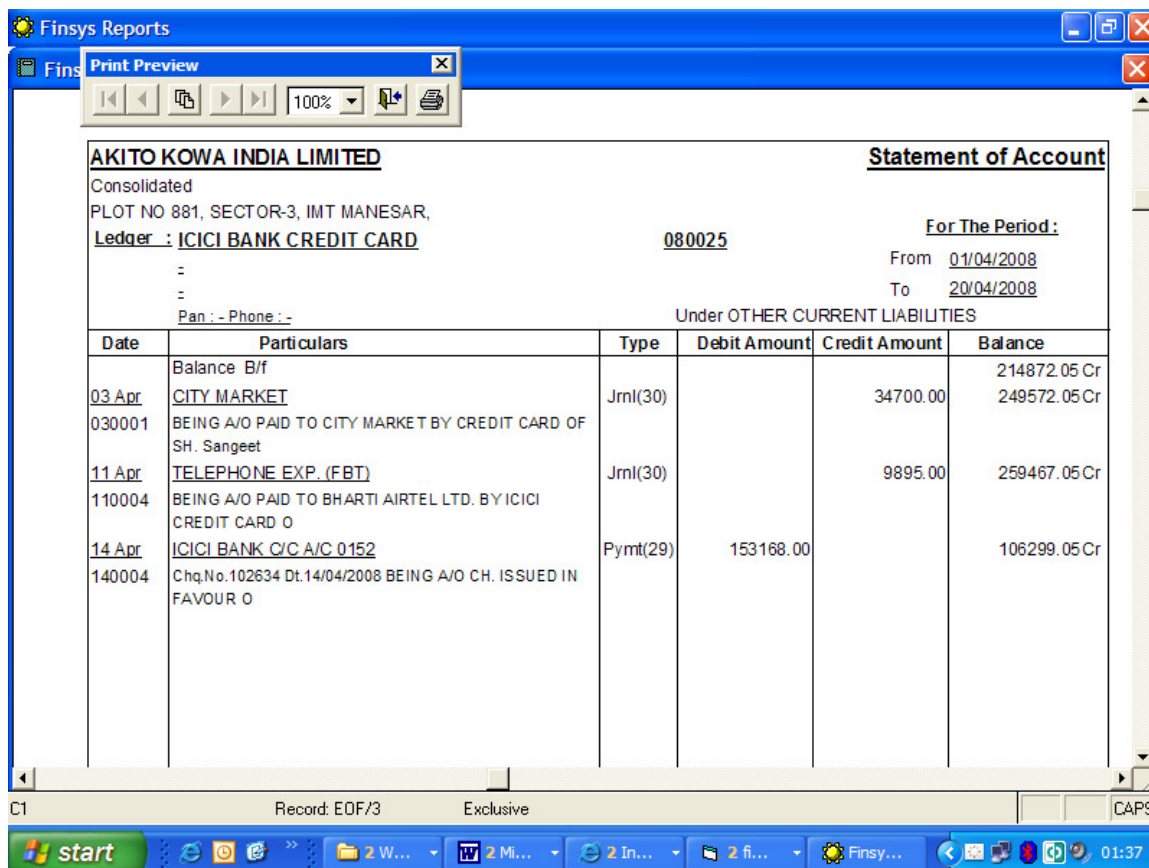 Finsys Reports
Fins
Print Preview
100%
AKITO KOWA INDIA LIMITED Statement of Account
Consolidated
PLOT NO 881, SECTOR-3, IMT MANESAR,
Ledger : ICICI BANK CREDIT CARD 080025 For The Period :
- From 01/04/2008
- To 20/04/2008
Pan : - Phone : - Under OTHER CURRENT LIABILITIES
Date Particulars Type Debit Amount Credit Amount Balance
Balance B/f 214872.05 Cr
03 Apr CITY MARKET Jrnl(30) 34700.00 249572.05 Cr
030001 BEING A/O PAID TO CITY MARKET BY CREDIT CARD OF
SH. Sangeet
11 Apr TELEPHONE EXP. (FBT) Jrnl(30) 9895.00 259467.05 Cr
110004 BEING A/O PAID TO BHARTI AIRTEL LTD. BY ICICI
CREDIT CARD O
14 Apr ICICI BANK C/C A/C 0152 Pymt(29) 153168.00 106299.05 Cr
140004 Chq.No.102634 Dt.14/04/2008 BEING A/O CH. ISSUED IN
FAVOUR O
C1 Record: EOF/3 Exclusive CAPS
start 2 W... 2 Mi... 2 In... 2 fi... Finsy... 01:37